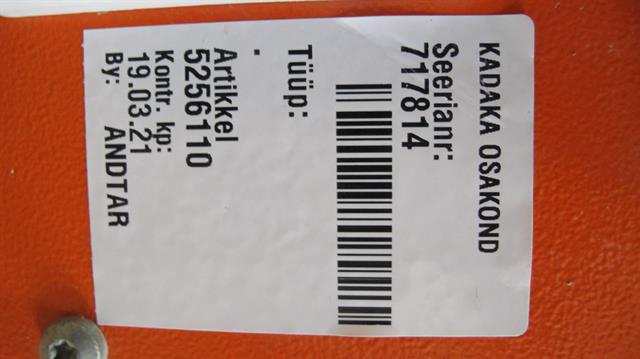 KADAKA OSAKOND
Seerianr:
717814
Tüüp:
.
Artikkel
5256110
Kontr. kp:
19.03.21
By: ANDTAR